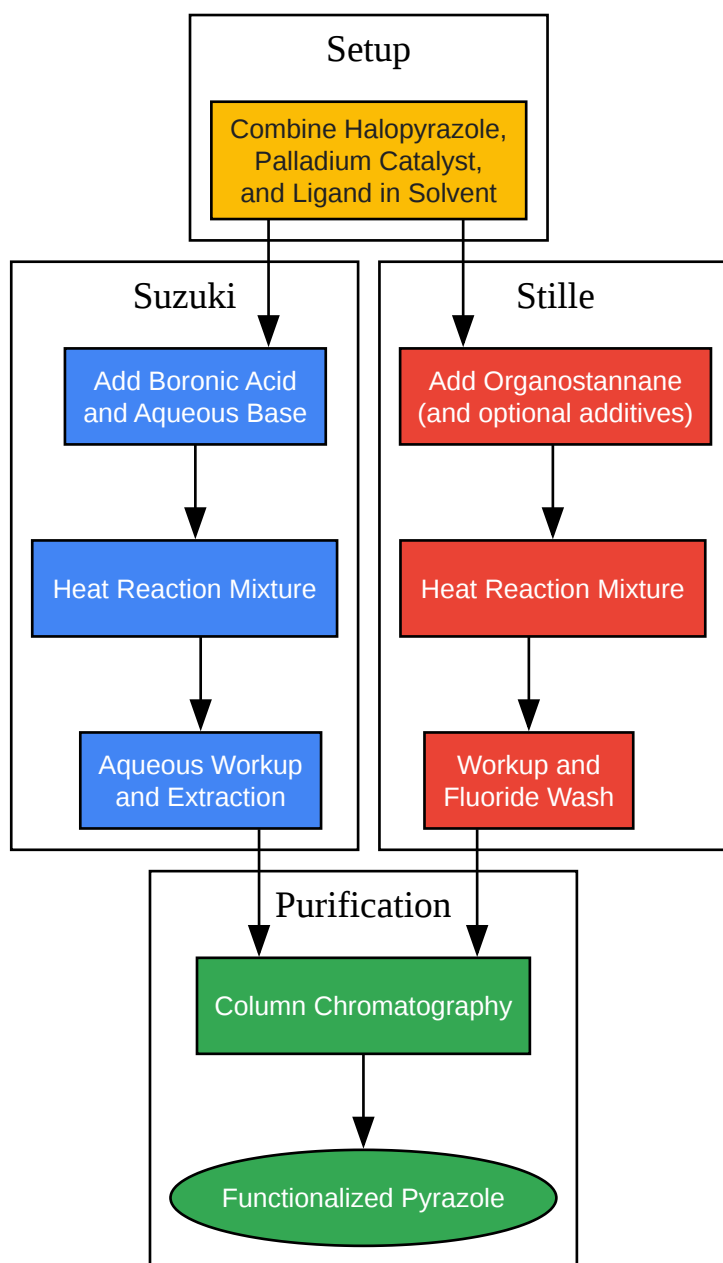 Setup
Combine Halopyrazole,
Palladium Catalyst,
and Ligand in Solvent
Suzuki
Add Boronic Acid
and Aqueous Base
Heat Reaction Mixture
Aqueous Workup
and Extraction
Stille
Add Organostannane
(and optional additives)
Heat Reaction Mixture
Workup and
Fluoride Wash
Purification
Column Chromatography
Functionalized Pyrazole